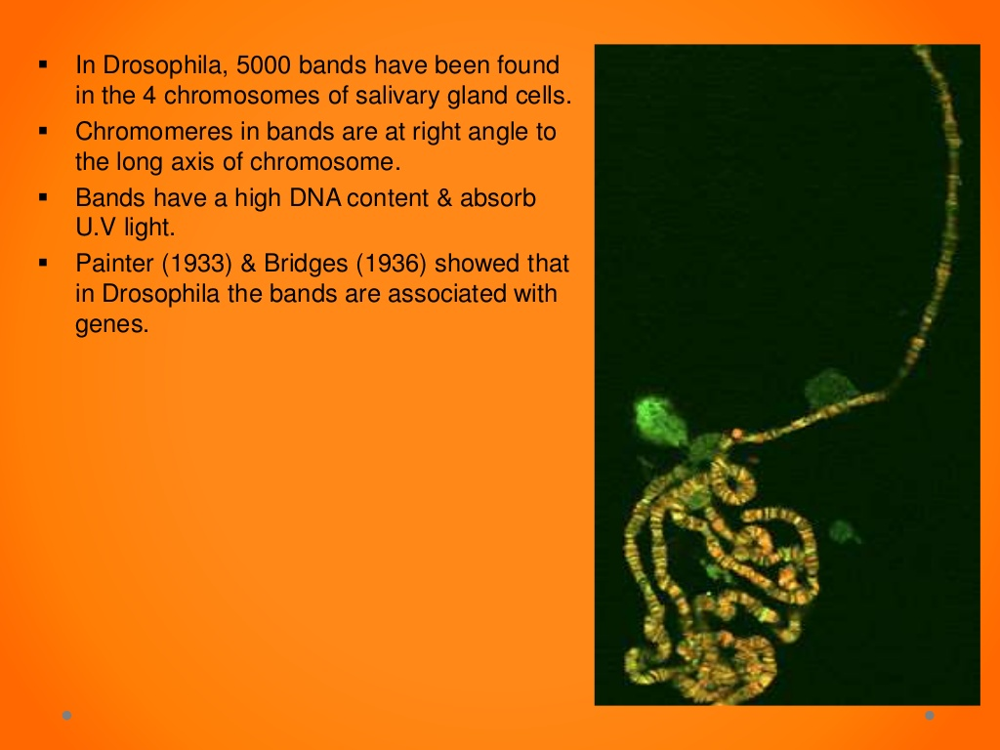 ▪ In Drosophila, 5000 bands have been found
in the 4 chromosomes of salivary gland cells.
▪ Chromomeres in bands are at right angle to
the long axis of chromosome.
▪ Bands have a high DNA content & absorb
U.V light.
▪ Painter (1933) & Bridges (1936) showed that
in Drosophila the bands are associated with
genes.